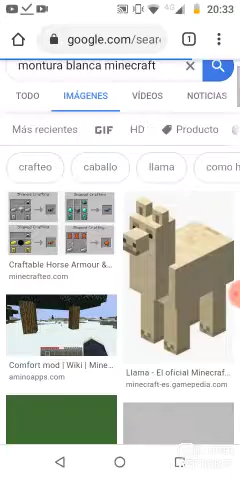 20:33
google.com/sear
1
montura blanca minecraft
TODO
IMÁGENES
VÍDEOS
NOTICIAS
Más recientes
GIF
HD
Producto
crafteo
caballo
llama
como h
Craftable Horse Armour &...
minecrafteo.com
Comfort mod | Wiki | Mine...
aminoapps.com
Llama - El oficial Minecraf...
minecraft-es.gamepedia.com